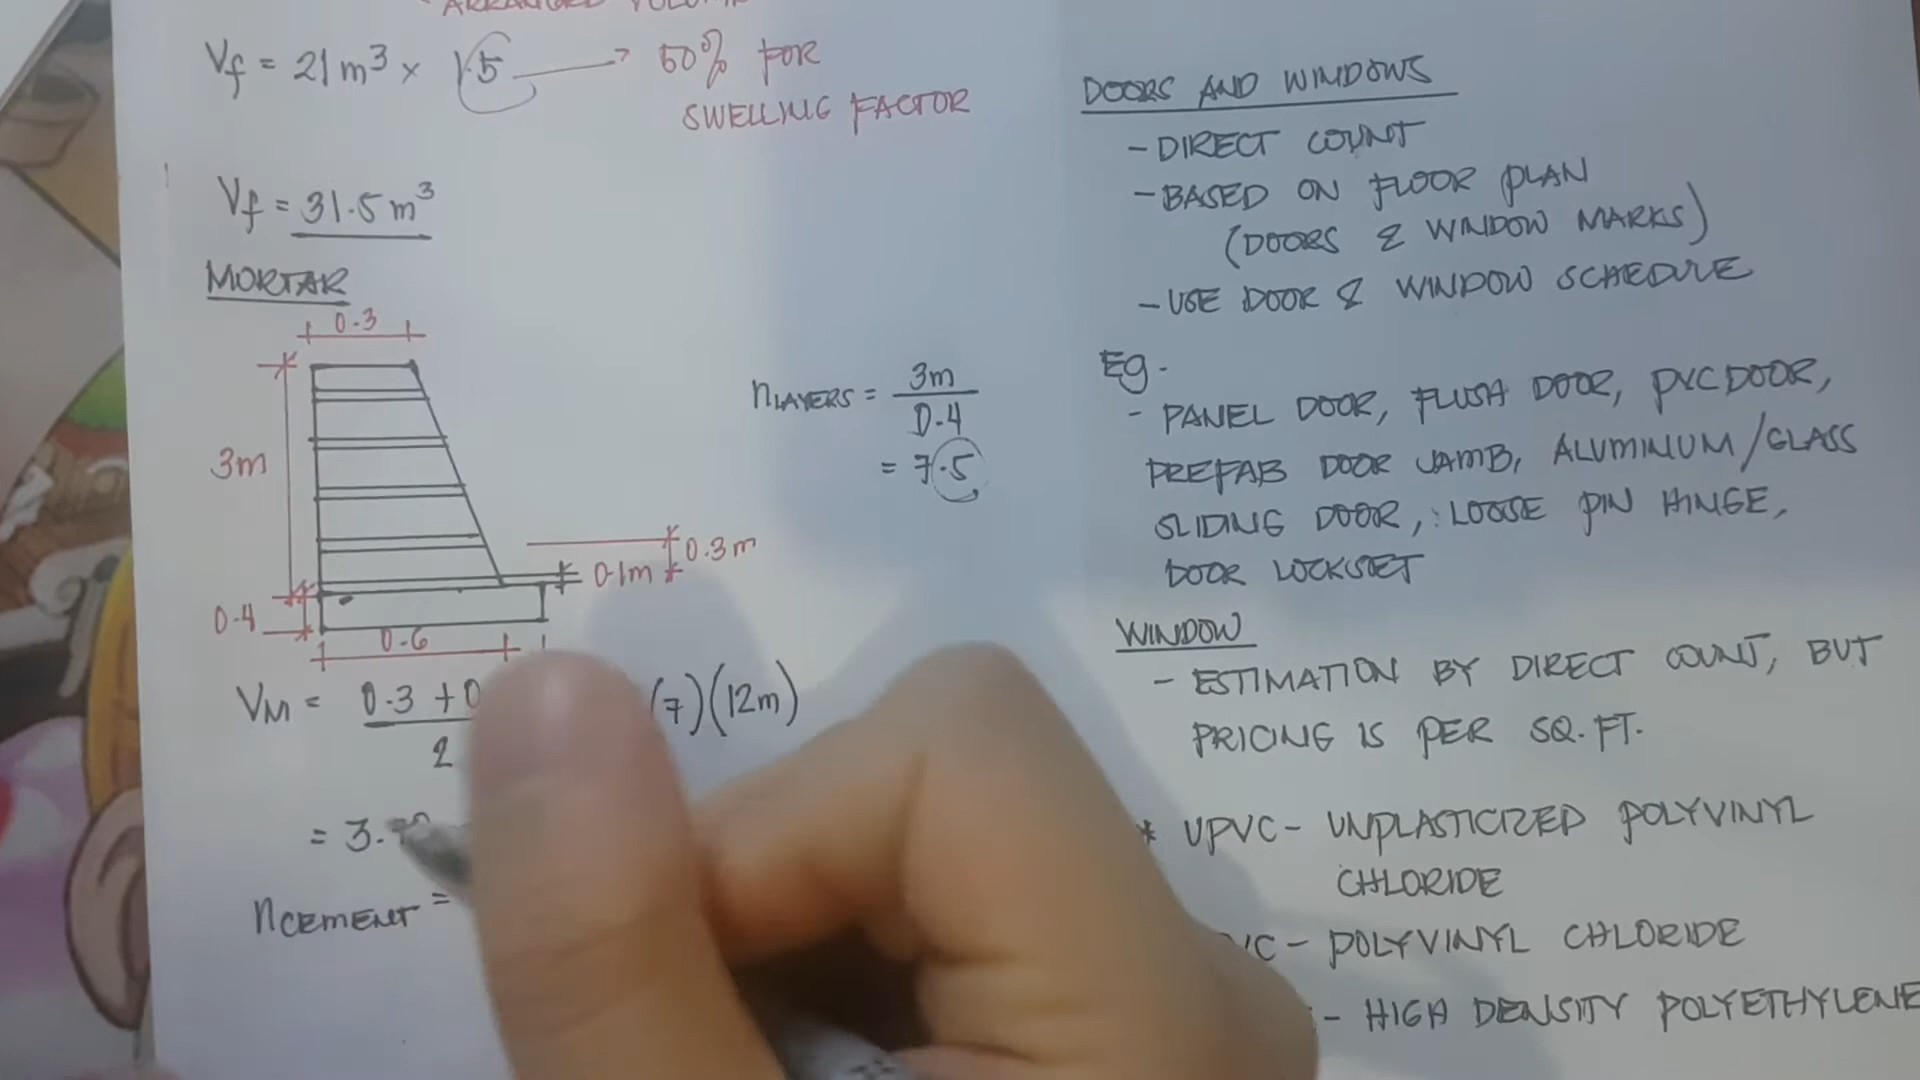 Vf = 21m³ × 1.5 → 50% FOR
SWELLING FACTOR
Vf = 31.5m³
MORTAR
0.3
3m
0.4
0.6
0.1m
0.3m
nLAYERS = 3m / 0.4
= 7.5
VM = 0.3 + 0 / 2 (7)(12m)
= 3.
nCEMENT =
DOORS AND WINDOWS
- DIRECT COUNT
- BASED ON FLOOR PLAN
(DOORS & WINDOW MARKS)
- USE DOOR & WINDOW SCHEDULE
Eg.
- PANEL DOOR, FLUSH DOOR, PVC DOOR,
PREFAB DOOR JAMB, ALUMINUM/GLASS
SLIDING DOOR, LOOSE PIN HINGE,
DOOR LOCKSET
WINDOW
- ESTIMATION BY DIRECT COUNT, BUT
PRICING IS PER SQ.FT.
* UPVC - UNPLASTICIZED POLYVINYL
CHLORIDE
VC - POLYVINYL CHLORIDE
- HIGH DENSITY POLYETHYLENE